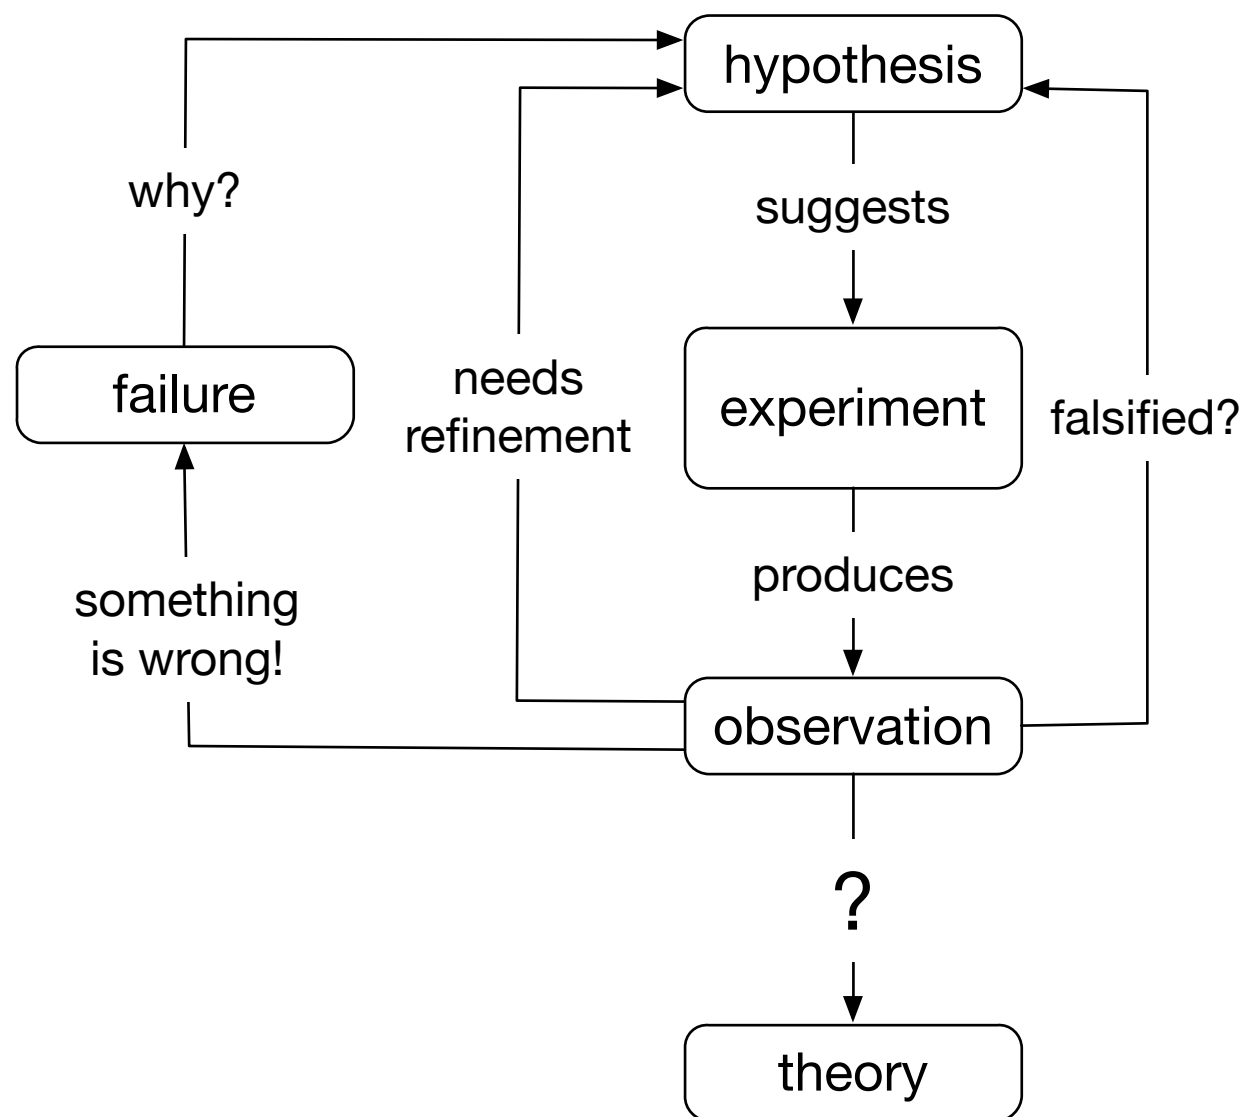 hypothesis
why?
suggests
failure
needs
refinement
experiment
falsified?
something
is wrong!
produces
observation
?
theory